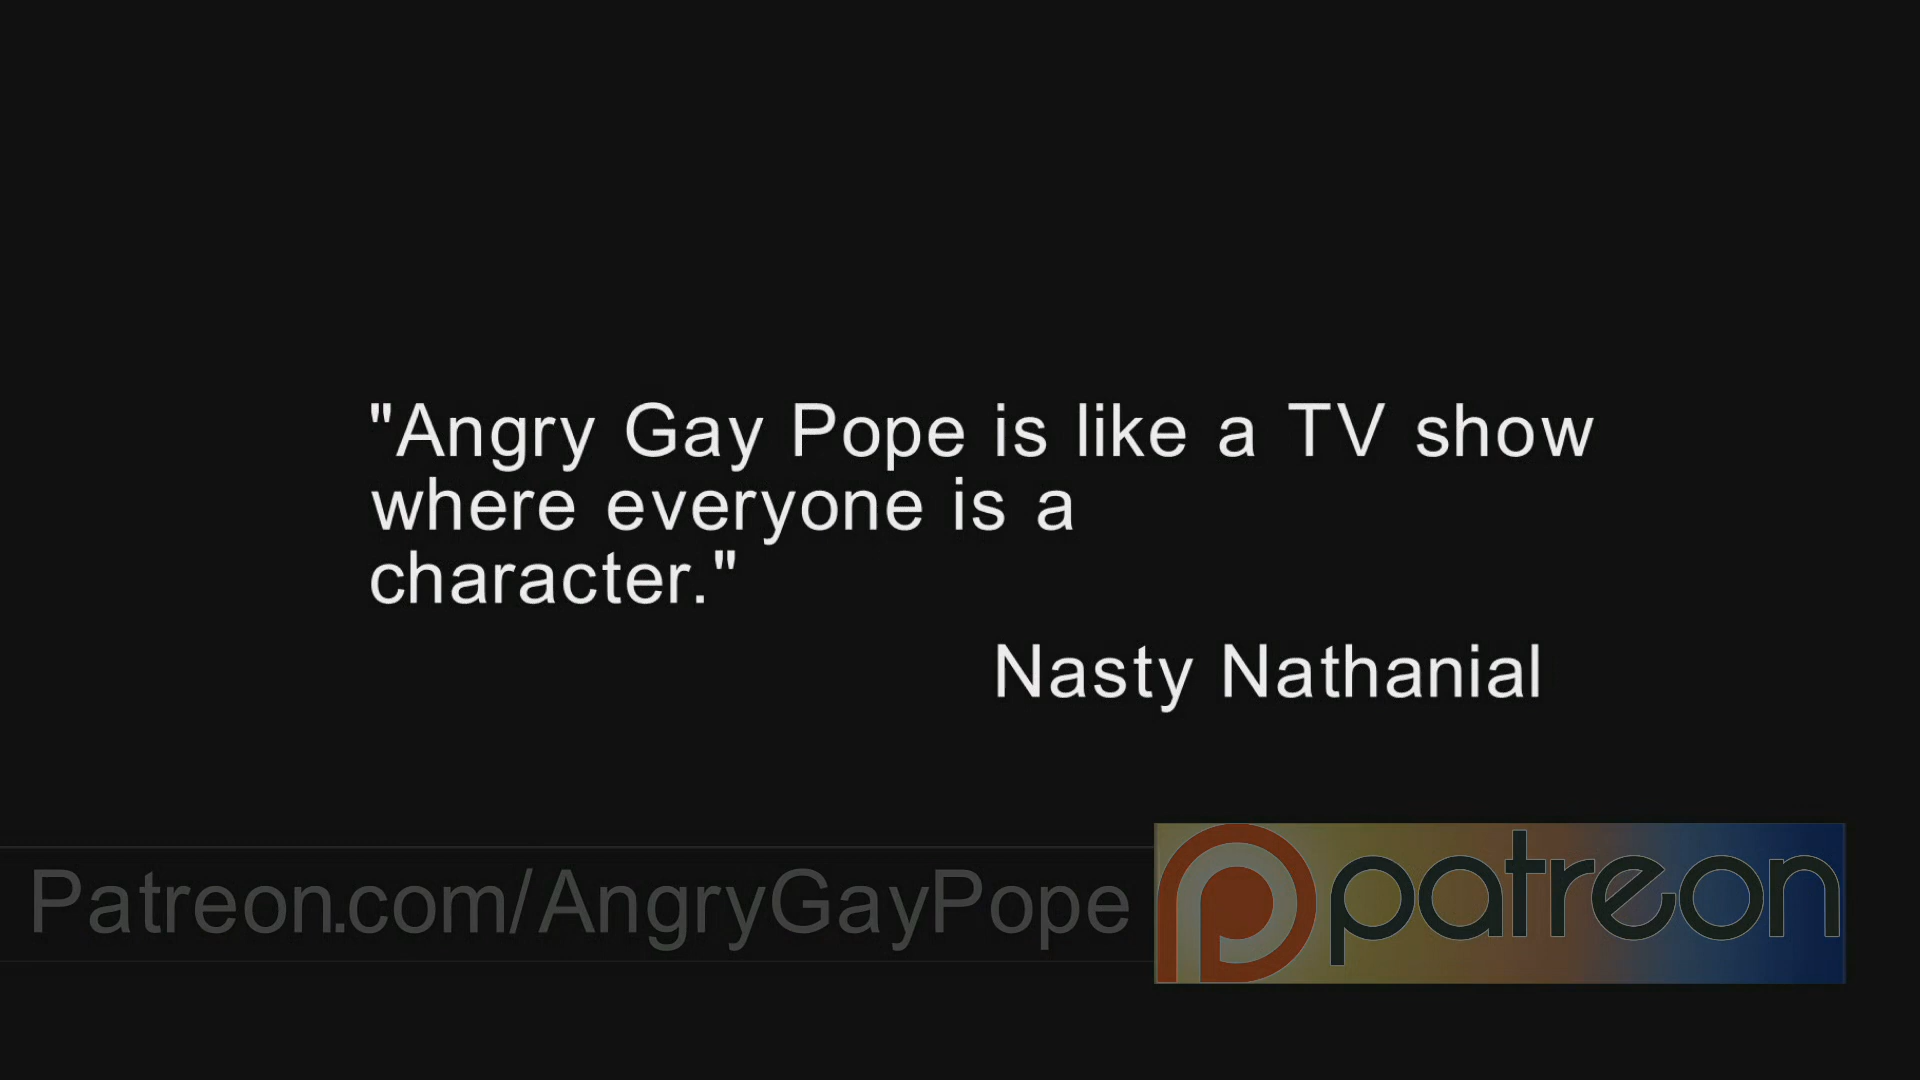 "Angry Gay Pope is like a TV show
where everyone is a
character."
Nasty Nathanial
Patreon.com/AngryGayPope
patreon